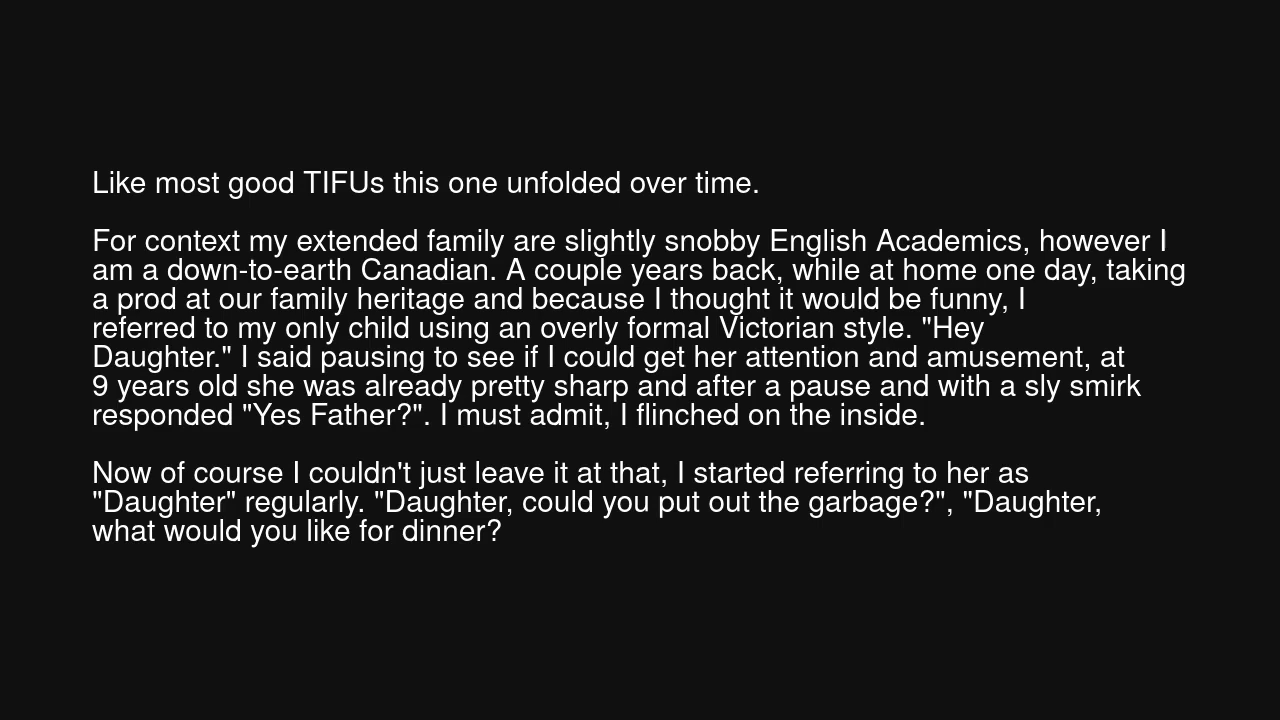 Like most good TIFUs this one unfolded over time.
For context my extended family are slightly snobby English Academics, however I
am a down-to-earth Canadian. A couple years back, while at home one day, taking
a prod at our family heritage and because I thought it would be funny, I
referred to my only child using an overly formal Victorian style. "Hey
Daughter." I said pausing to see if I could get her attention and amusement, at
9 years old she was already pretty sharp and after a pause and with a sly smirk
responded "Yes Father?". I must admit, I flinched on the inside.
Now of course I couldn't just leave it at that, I started referring to her as
"Daughter" regularly. "Daughter, could you put out the garbage?", "Daughter,
what would you like for dinner?